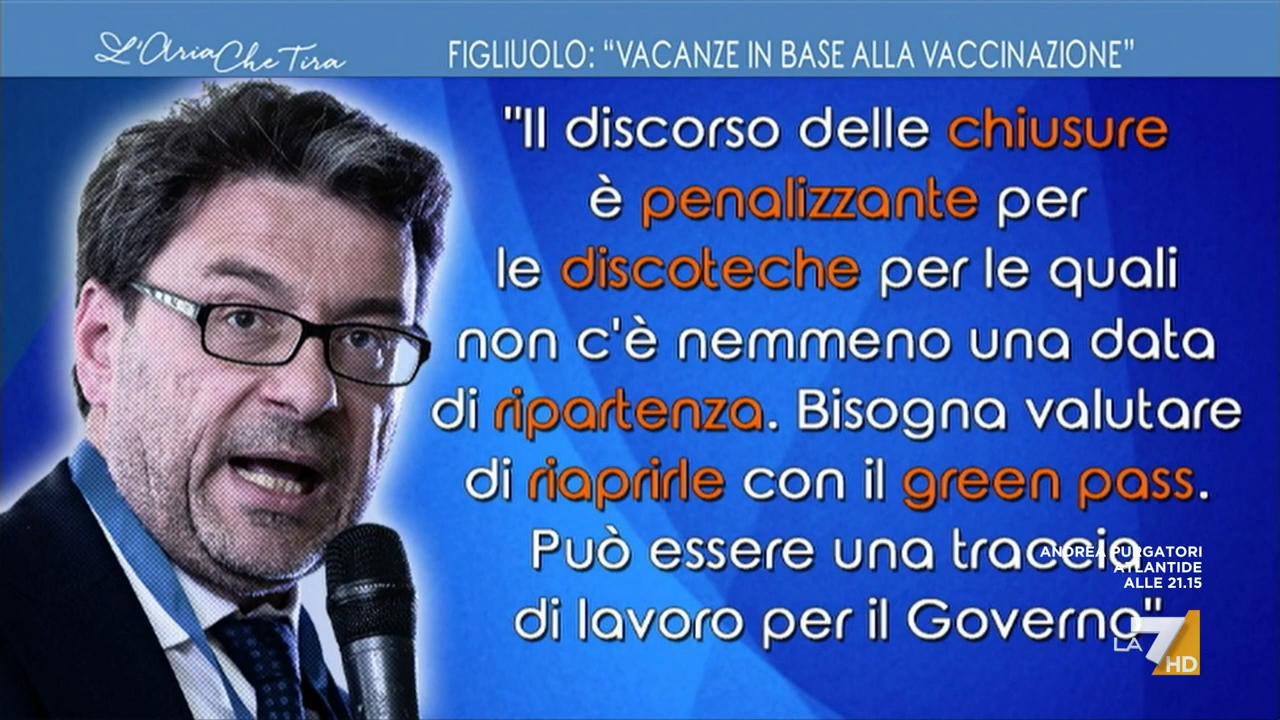 L'Aria Che Tira
FIGLIUOLO: “VACANZE IN BASE ALLA VACCINAZIONE”
"Il discorso delle chiusure
è penalizzante per
le discoteche per le quali
non c'è nemmeno una data
di ripartenza. Bisogna valutare
di riaprirle con il green pass.
Può essere una traccia
di lavoro per il Governo"
ANDREA PURGATORI
ATLANTIDE
ALLE 21.15
LA 7
HD